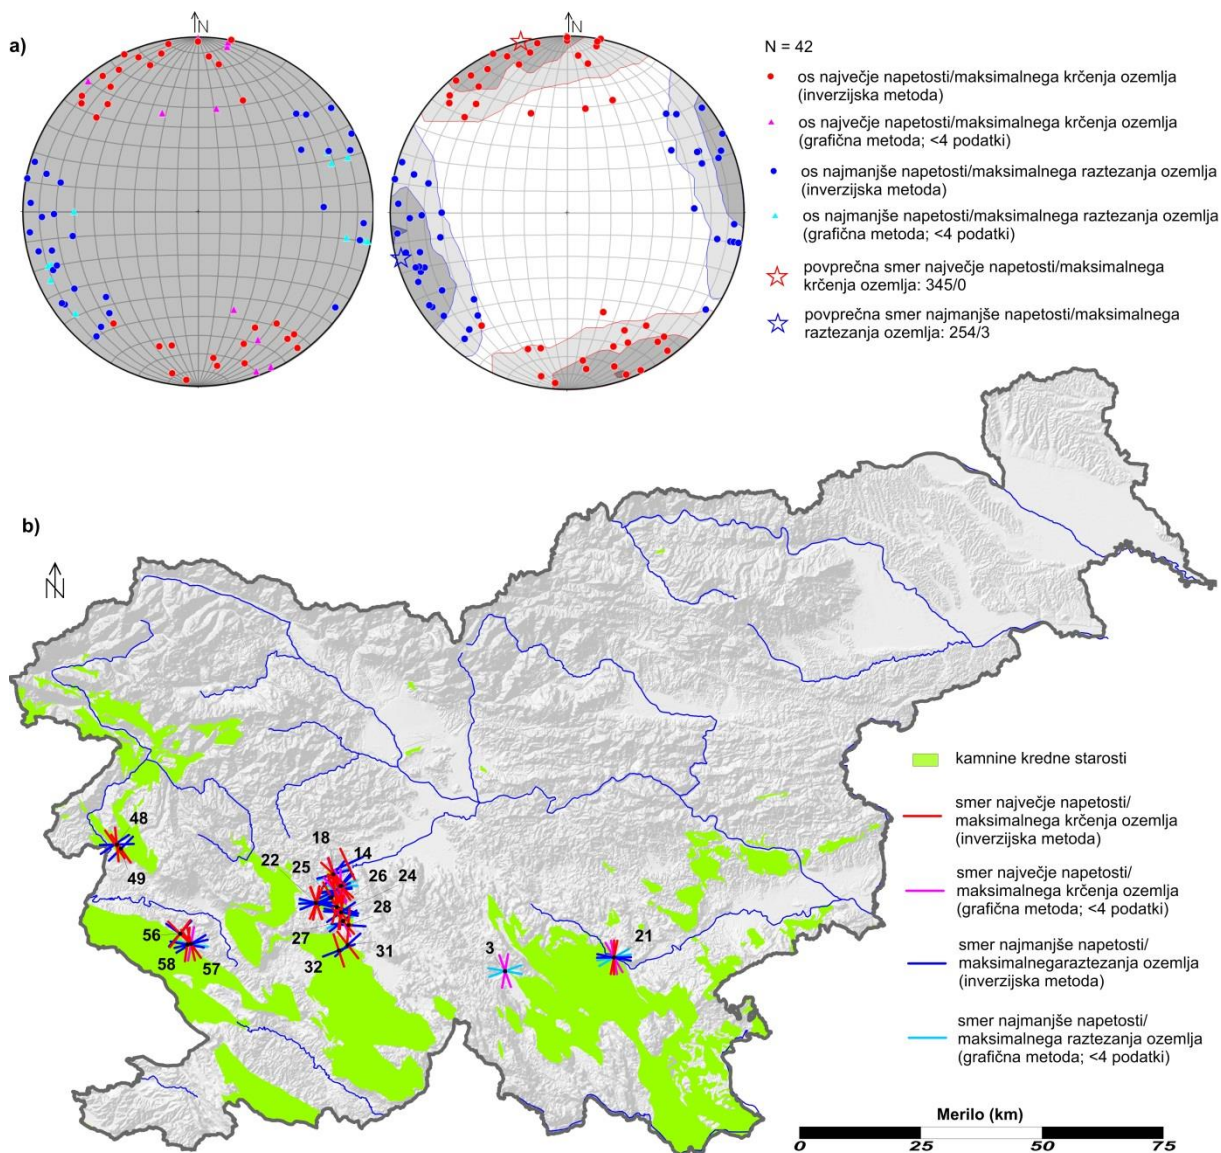 a)
N
N
N = 42
os največje napetosti/maksimalnega krčenja ozemlja
(inverzijska metoda)
os največje napetosti/maksimalnega krčenja ozemlja
(grafična metoda; <4 podatki)
os najmanjše napetosti/maksimalnega raztezanja ozemlja
(inverzijska metoda)
os najmanjše napetosti/maksimalnega raztezanja ozemlja
(grafična metoda; <4 podatki)
povprečna smer največje napetosti/maksimalnega
krčenja ozemlja: 345/0
povprečna smer najmanjše napetosti/maksimalnega
raztezanja ozemlja: 254/3
b)
N
48
49
22
25
18
14
26
24
28
27
31
32
56
58
57
3
21
kamnine kredne starosti
smer največje napetosti/
maksimalnega krčenja ozemlja
(inverzijska metoda)
smer največje napetosti/
maksimalnega krčenja ozemlja
(grafična metoda; <4 podatki)
smer najmanjše napetosti/
maksimalnegaraztezanja ozemlja
(inverzijska metoda)
smer najmanjše napetosti/
maksimalnega raztezanja ozemlja
(grafična metoda; <4 podatki)
Merilo (km)
0 25 50 75